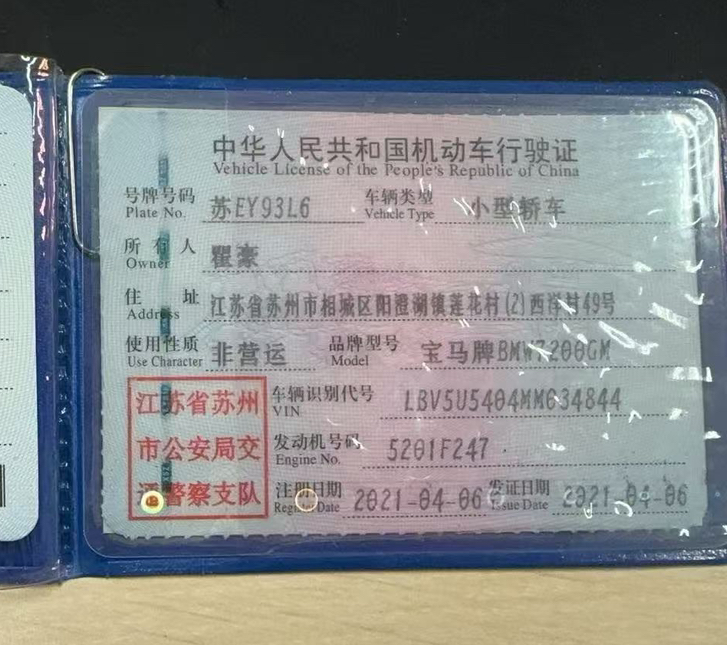 中华人民共和国机动车行驶证
Vehicle License of the People's Republic of China
号牌号码 苏EY93L6 车辆类型 小型轿车
Plate No. Vehicle Type
所有人 瞿豪
Owner
住址 江苏省苏州市相城区阳澄湖镇莲花村(2)西洋村49号
Address
使用性质 非营运 品牌型号 宝马牌BMW7200GM
Use Character Model
江苏省苏州 车辆识别代号 LBV5U5404MM634844
VIN
市公安局交 发动机号码 5201F247
Engine No.
通警察支队 注册日期 2021-04-06 发证日期 2021-04-06
Register Date Issue Date